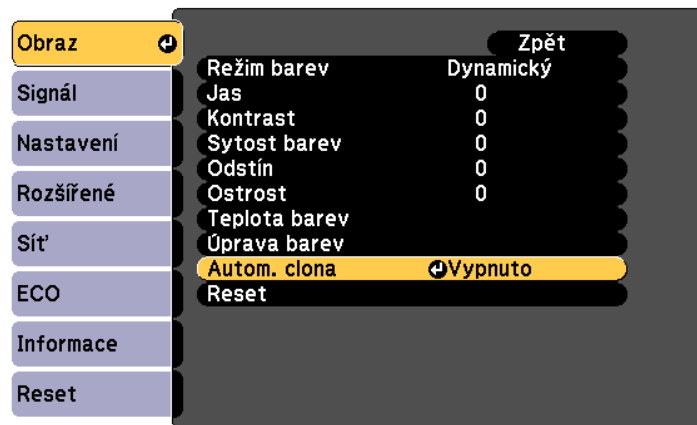 Obraz
Signál
Nastavení
Rozšířené
Síť
ECO
Informace
Reset
Zpět
Režim barev Dynamický
Jas 0
Kontrast 0
Sytost barev 0
Odstín 0
Ostrost 0
Teplota barev
Úprava barev
Autom. clona Vypnuto
Reset